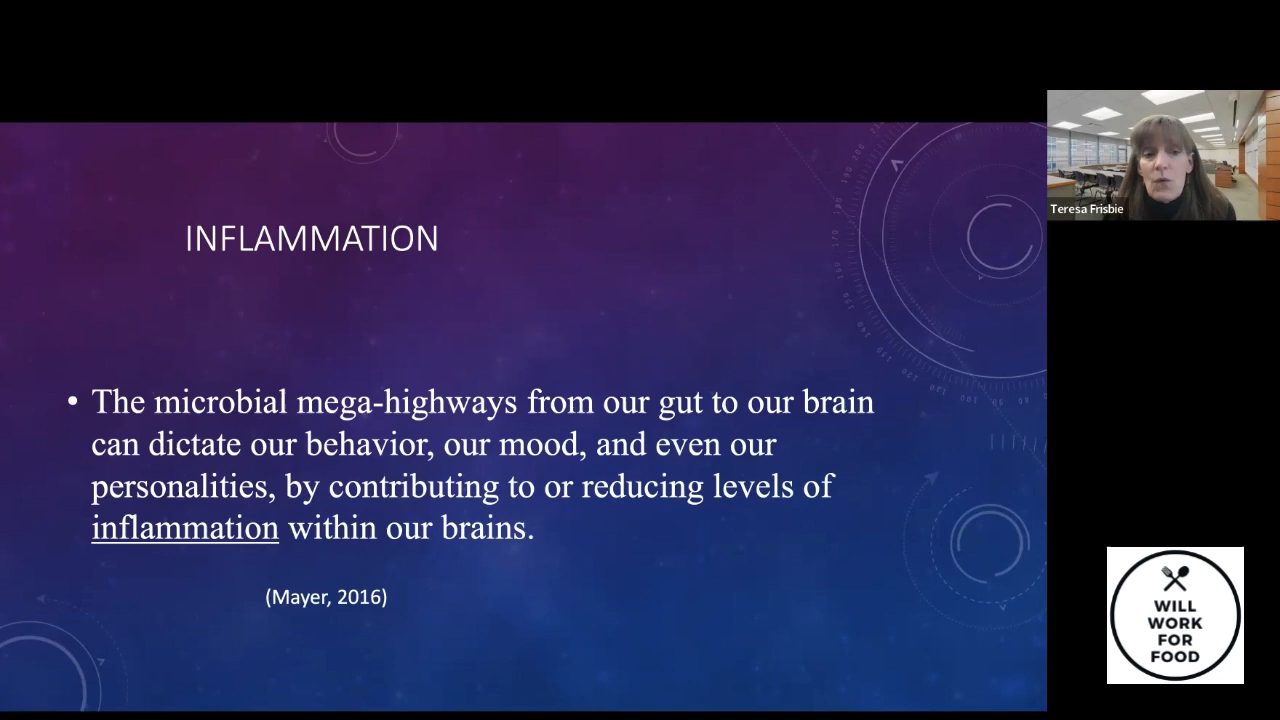 INFLAMMATION
• The microbial mega-highways from our gut to our brain
can dictate our behavior, our mood, and even our
personalities, by contributing to or reducing levels of
inflammation within our brains.
(Mayer, 2016)
Teresa Frisbie
WILL
WORK
FOR
FOOD